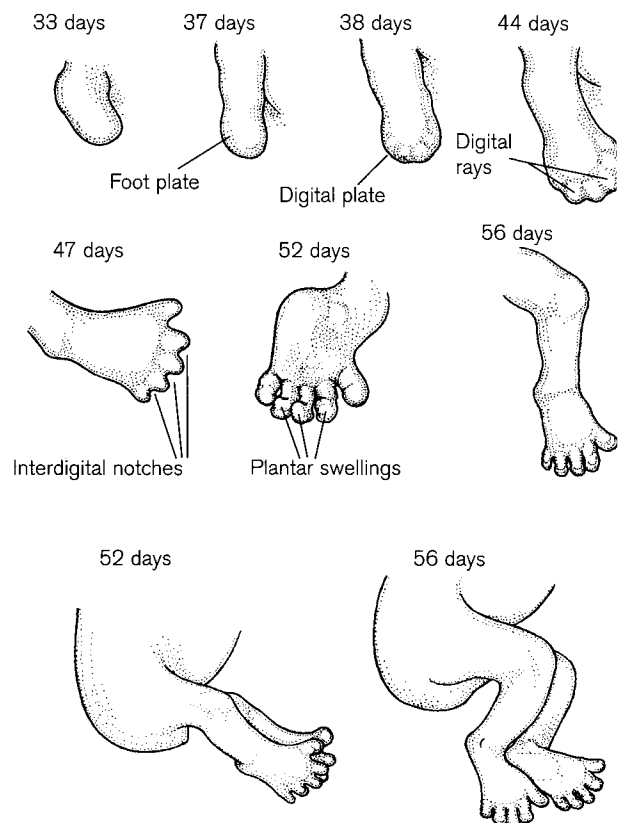 33 days
37 days
38 days
44 days
Foot plate
Digital plate
Digital
rays
47 days
52 days
56 days
Interdigital notches
Plantar swellings
52 days
56 days